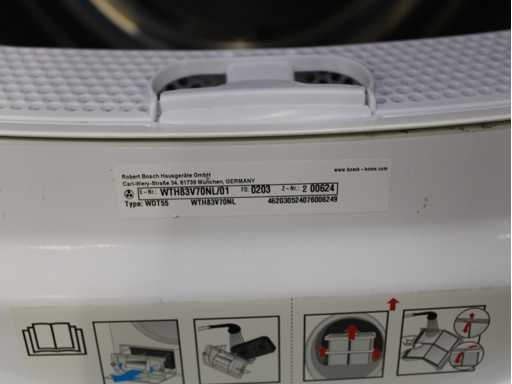 Robert Bosch Hausgeräte GmbH www.bosch-home.com
Carl-Wery-Straße 34, 81739 München, GERMANY
E-Nr.: WTH83V70NL/01 FD: 0203 Z-Nr.: 2 00624
Type: WDT55 WTH83V70NL 462030524076006249